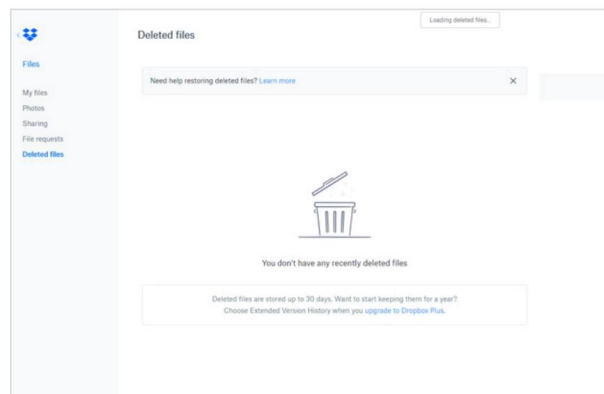 Loading deleted files...
Deleted files
Files
Need help restoring deleted files? Learn more
My files
Photos
Sharing
File requests
Deleted files
You don't have any recently deleted files
Deleted files are stored up to 30 days. Want to start keeping them for a year?
Choose Extended Version History when you upgrade to Dropbox Plus.